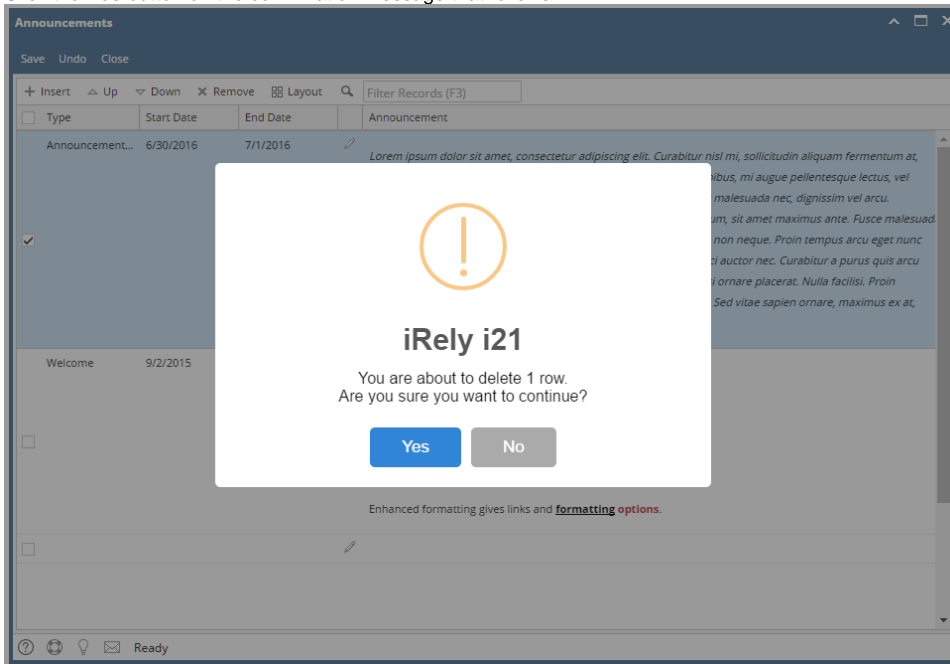 Announcements
Save Undo Close
Insert Up Down Remove Layout Filter Records (F3)
Type Start Date End Date Announcement
Announcement... 6/30/2016 7/1/2016
Lorem ipsum dolor sit amet, consectetur adipiscing elit. Curabitur nisl mi, sollicitudin aliquam fermentum at,
mi augue pellentesque lectus, vel
malesuada nec, dignissim vel arcu.
sit amet maximus ante. Fusce malesuad
non neque. Proin tempus arcu eget nunc
auctor nec. Curabitur a purus quis arcu
ornare placerat. Nulla facilisi. Proin
Sed vitae sapien ornare, maximus ex at,
iRely i21
Welcome 9/2/2015
You are about to delete 1 row.
Are you sure you want to continue?
Yes No
Enhanced formatting gives links and formatting options.
Ready